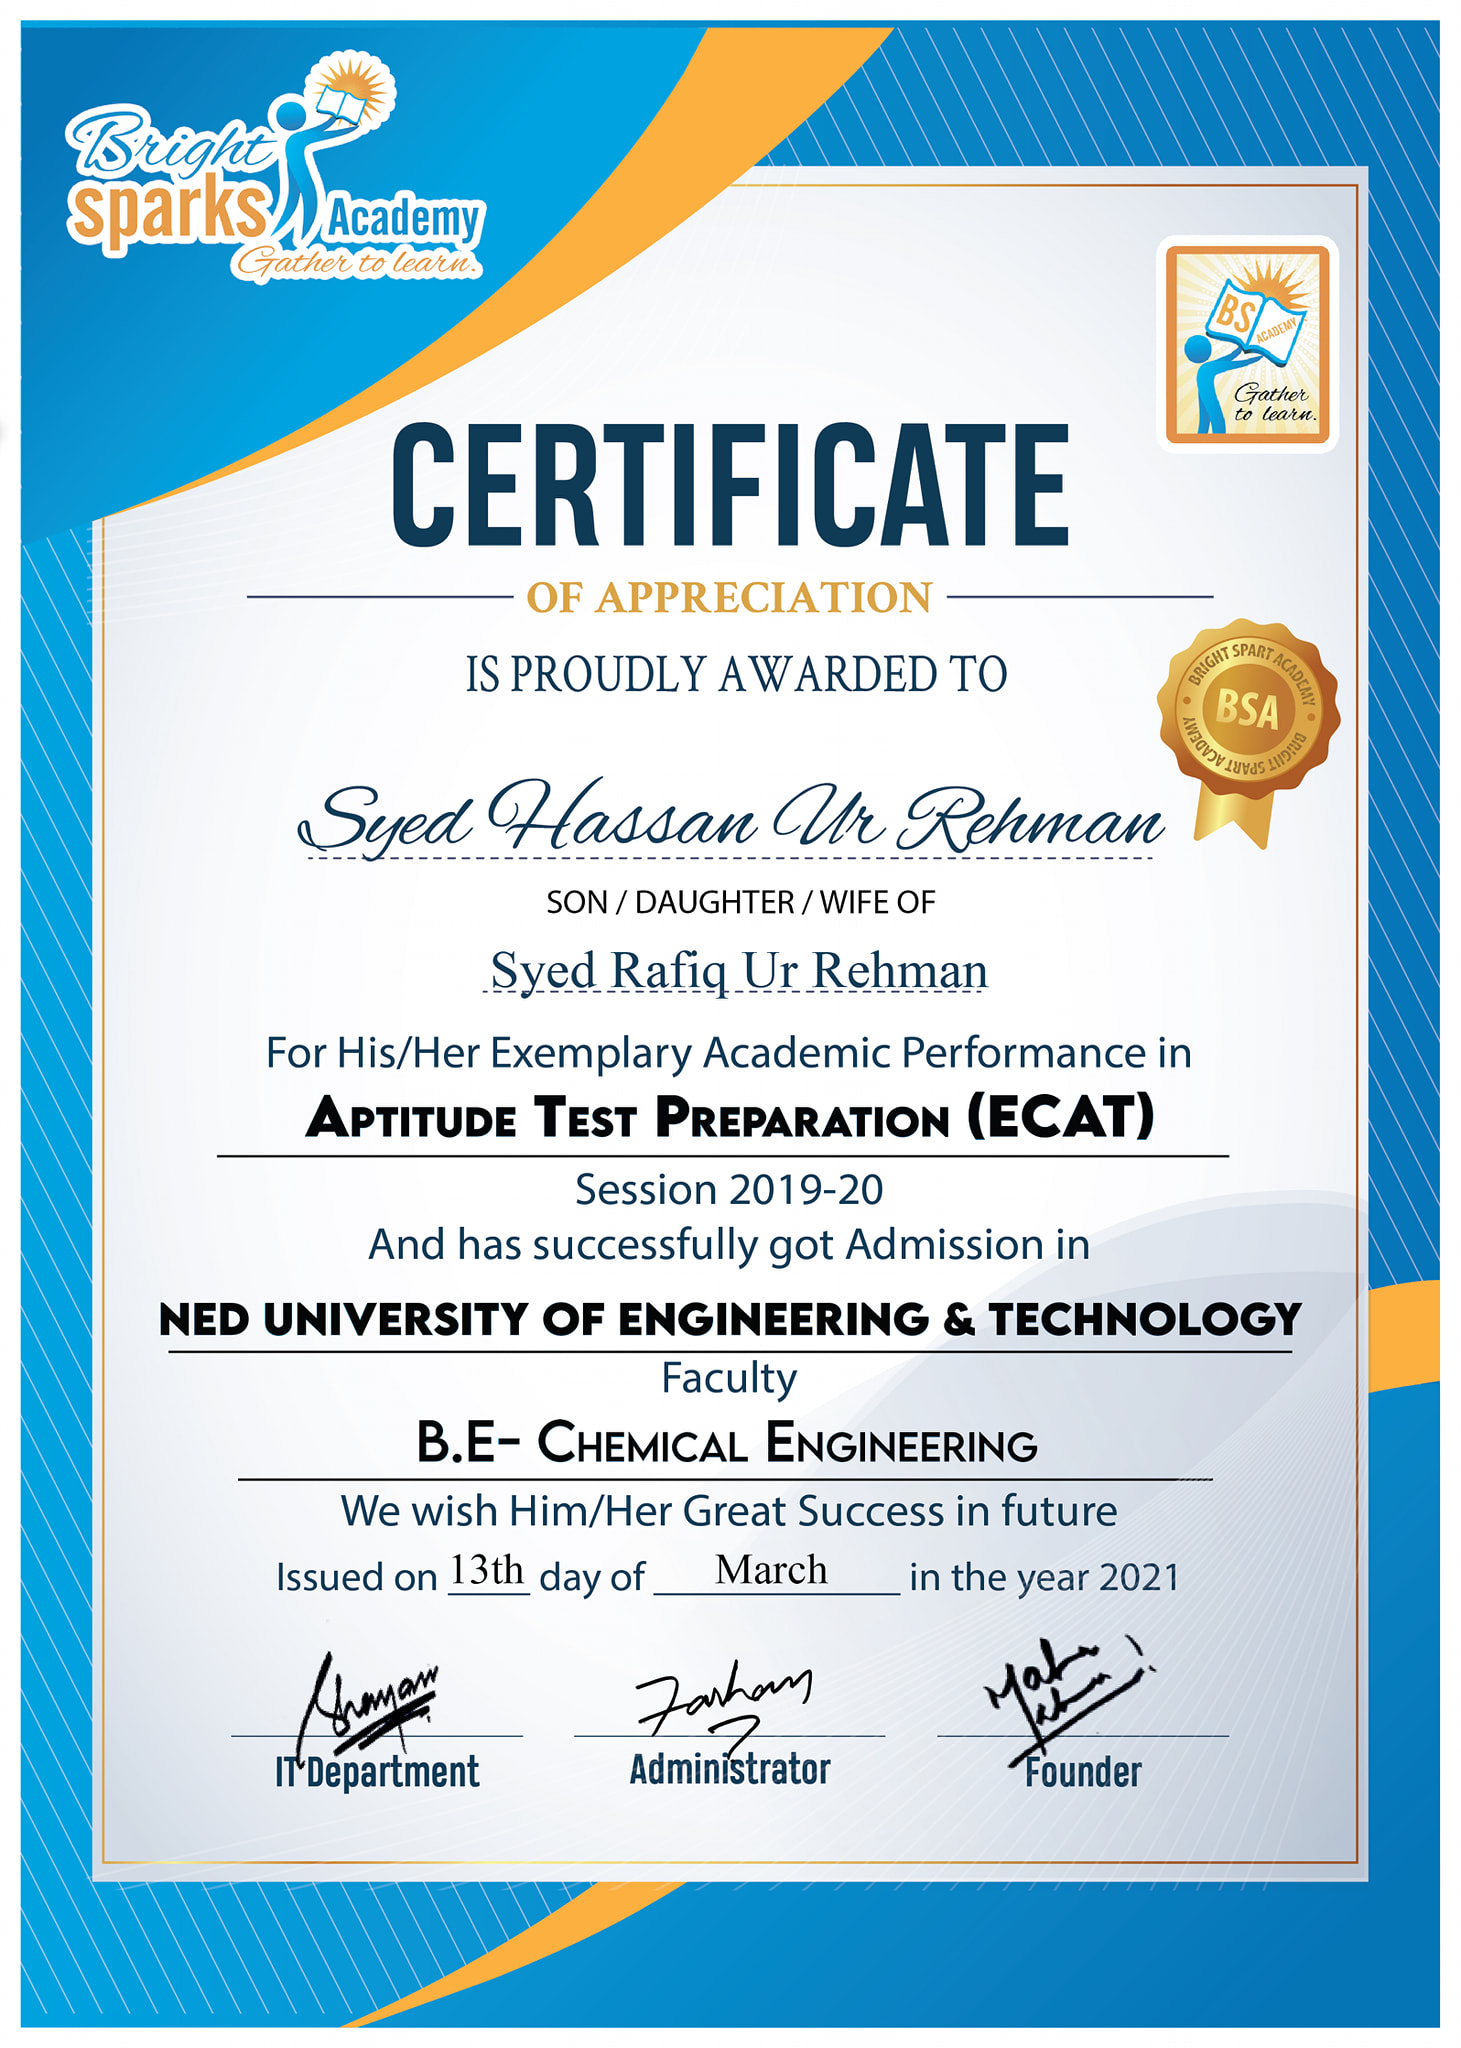 Bright
sparks Academy
Gather to learn.
BS ACADEMY
Gather
to learn.
CERTIFICATE
OF APPRECIATION
IS PROUDLY AWARDED TO
BRIGHT SPART ACADEMY
BSA
BRIGHT SPART ACADEMY
Syed Hassan Ur Rehman
SON / DAUGHTER / WIFE OF
Syed Rafiq Ur Rehman
For His/Her Exemplary Academic Performance in
APTITUDE TEST PREPARATION (ECAT)
Session 2019-20
And has successfully got Admission in
NED UNIVERSITY OF ENGINEERING & TECHNOLOGY
Faculty
B.E- CHEMICAL ENGINEERING
We wish Him/Her Great Success in future
Issued on 13th day of March in the year 2021
IT Department
Administrator
Founder